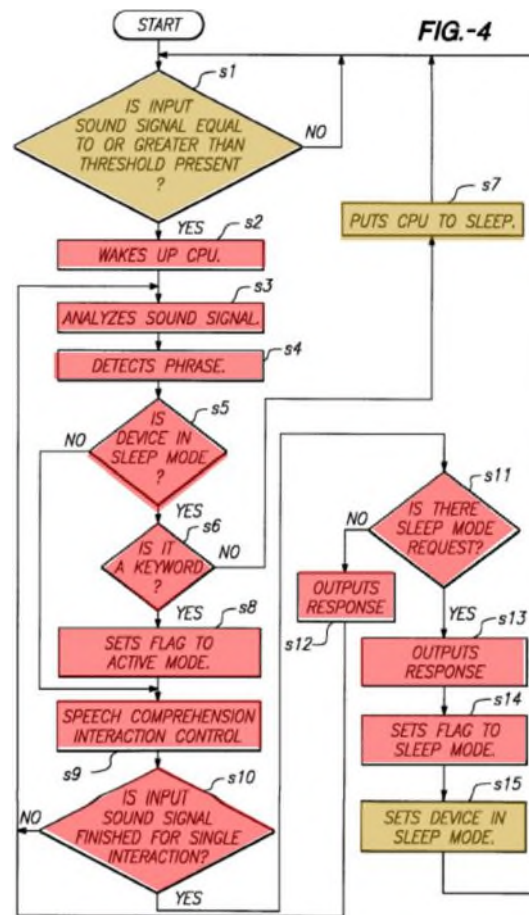 START
FIG.-4
s1
IS INPUT
SOUND SIGNAL EQUAL
TO OR GREATER THAN
THRESHOLD PRESENT
?
NO
YES
s2
WAKES UP CPU.
s3
ANALYZES SOUND SIGNAL.
s4
DETECTS PHRASE.
s5
IS
DEVICE IN
SLEEP MODE
?
NO
YES
s6
IS IT
A KEYWORD
?
NO
YES
s7
PUTS CPU TO SLEEP.
s8
SETS FLAG TO
ACTIVE MODE.
SPEECH COMPREHENSION
INTERACTION CONTROL
s9
s10
IS INPUT
SOUND SIGNAL
FINISHED FOR SINGLE
INTERACTION?
NO
YES
s11
IS THERE
SLEEP MODE
REQUEST?
NO
YES
OUTPUTS
RESPONSE
s12
s13
OUTPUTS
RESPONSE
s14
SETS FLAG TO
SLEEP MODE.
s15
SETS DEVICE IN
SLEEP MODE.